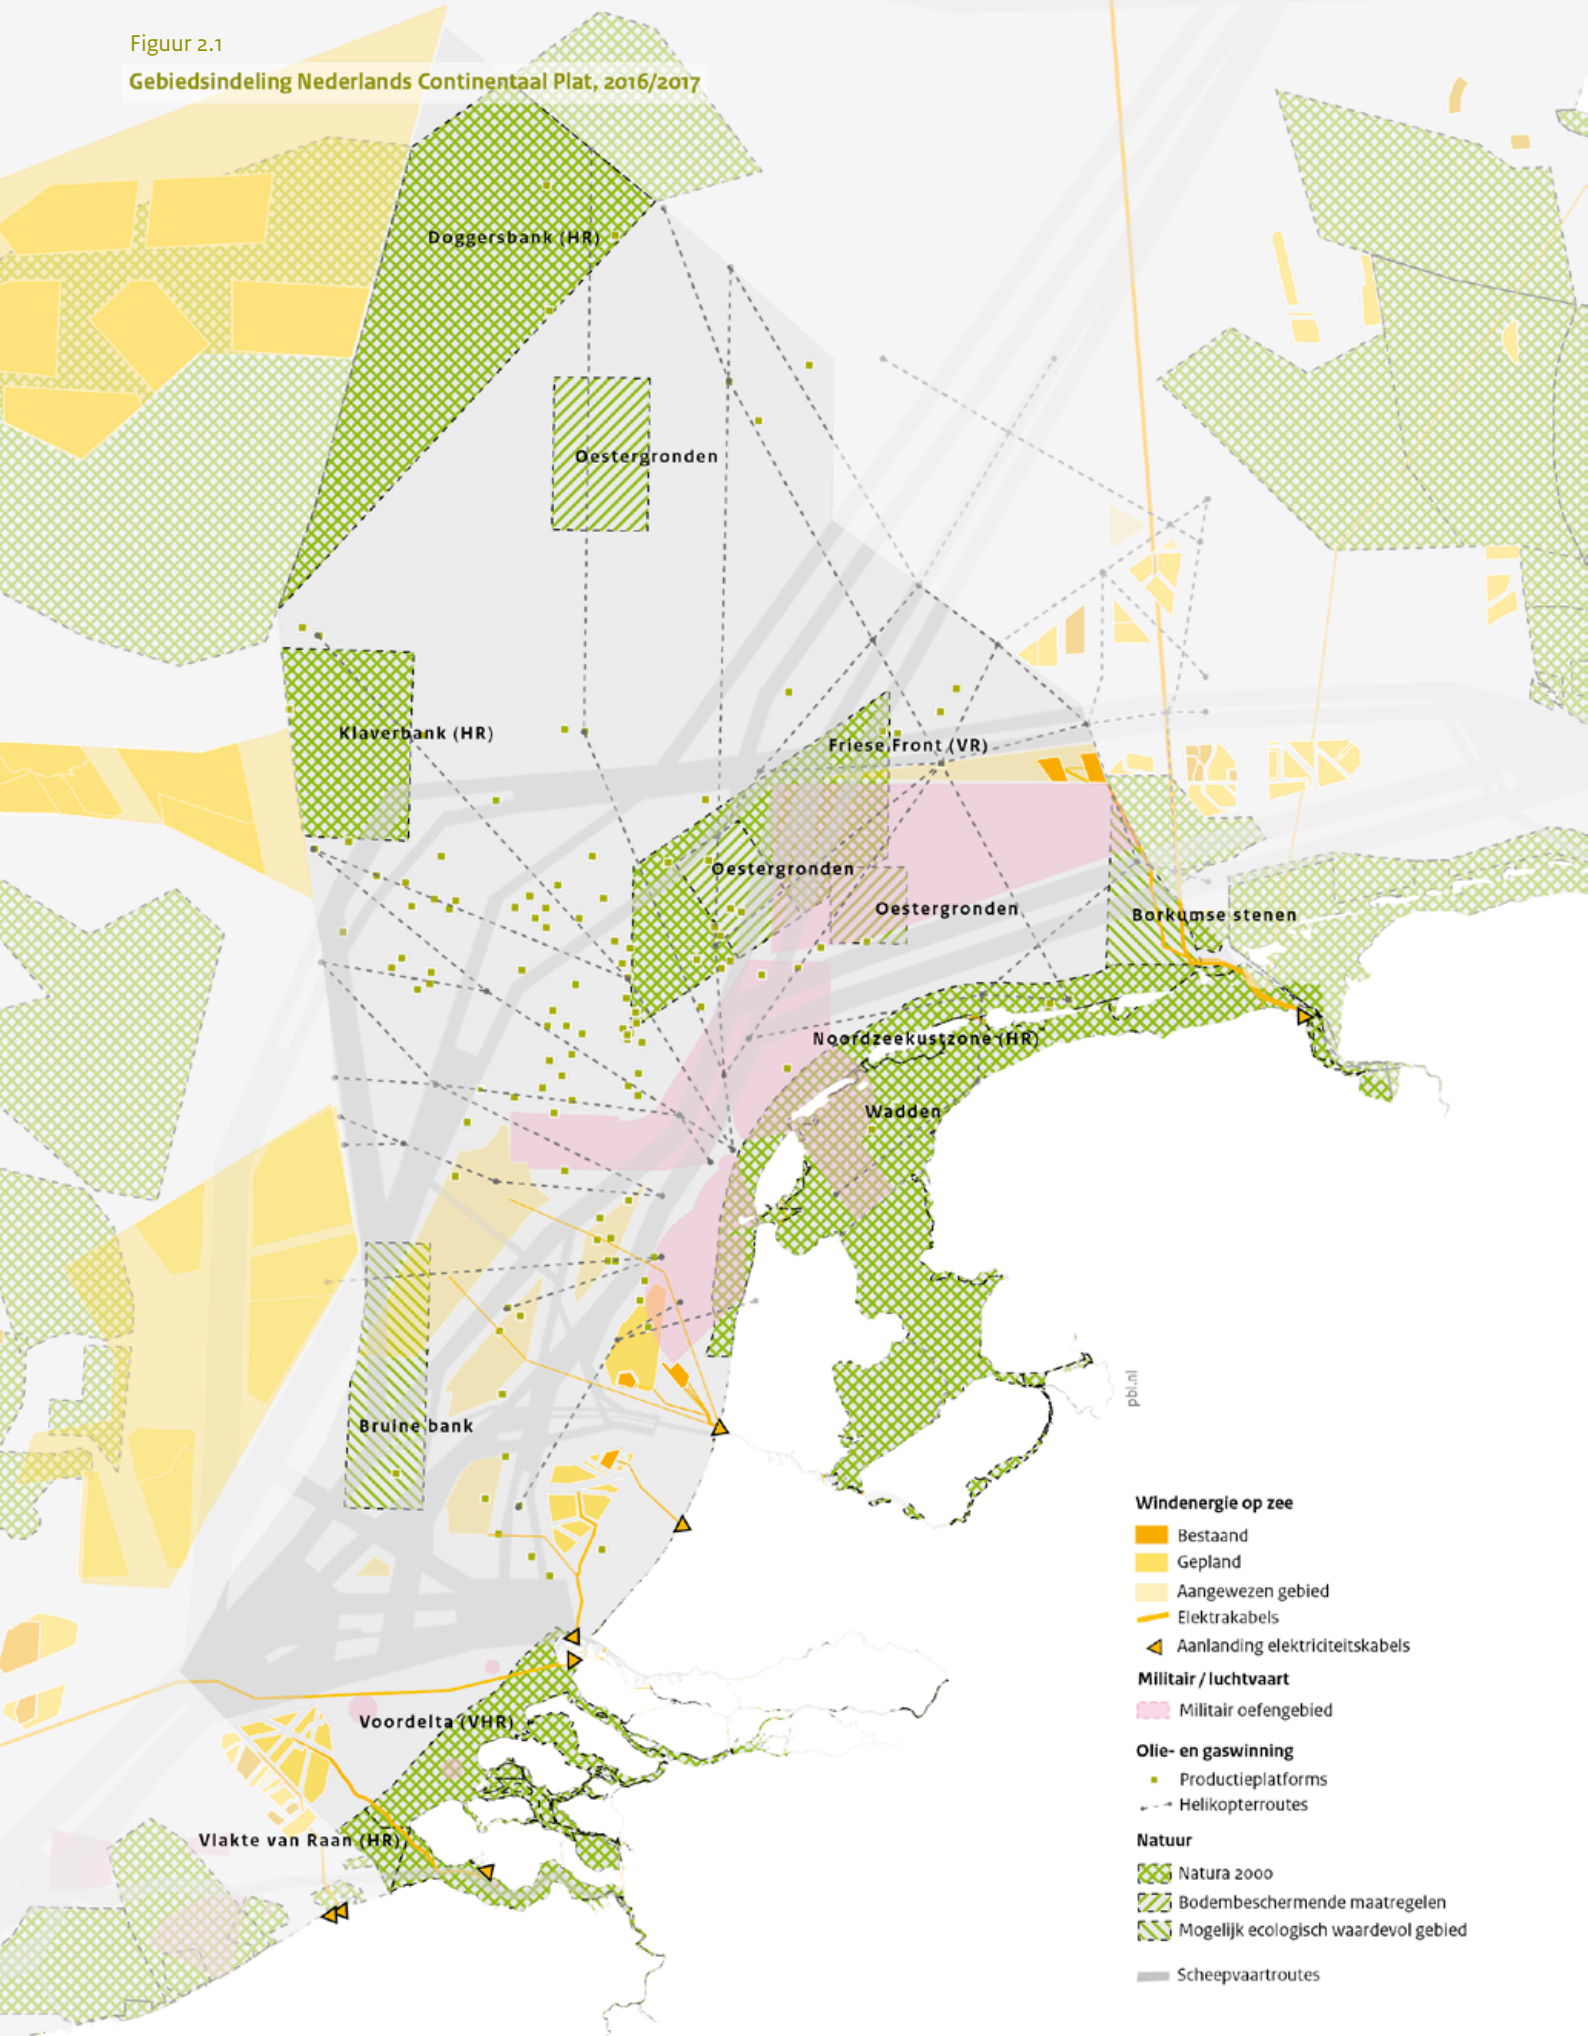 Figuur 2.1
Gebiedsindeling Nederlands Continentaal Plat, 2016/2017
Doggersbank (HR)
Oestergronden
Klaverbank (HR)
Friese Front (VR)
Oestergronden
Oestergronden
Borkumse stenen
Noordzeekustzone (HR)
Wadden
Bruine bank
pbl.nl
Voordelta (VHR)
Vlakte van Raan (HR)
Windenergie op zee
Bestaand
Gepland
Aangewezen gebied
Elektrakabels
Aanlanding elektriciteitskabels
Militair / luchtvaart
Militair oefengebied
Olie- en gaswinning
Productieplatforms
Helikopterroutes
Natuur
Natura 2000
Bodembeschermende maatregelen
Mogelijk ecologisch waardevol gebied
Scheepvaartroutes